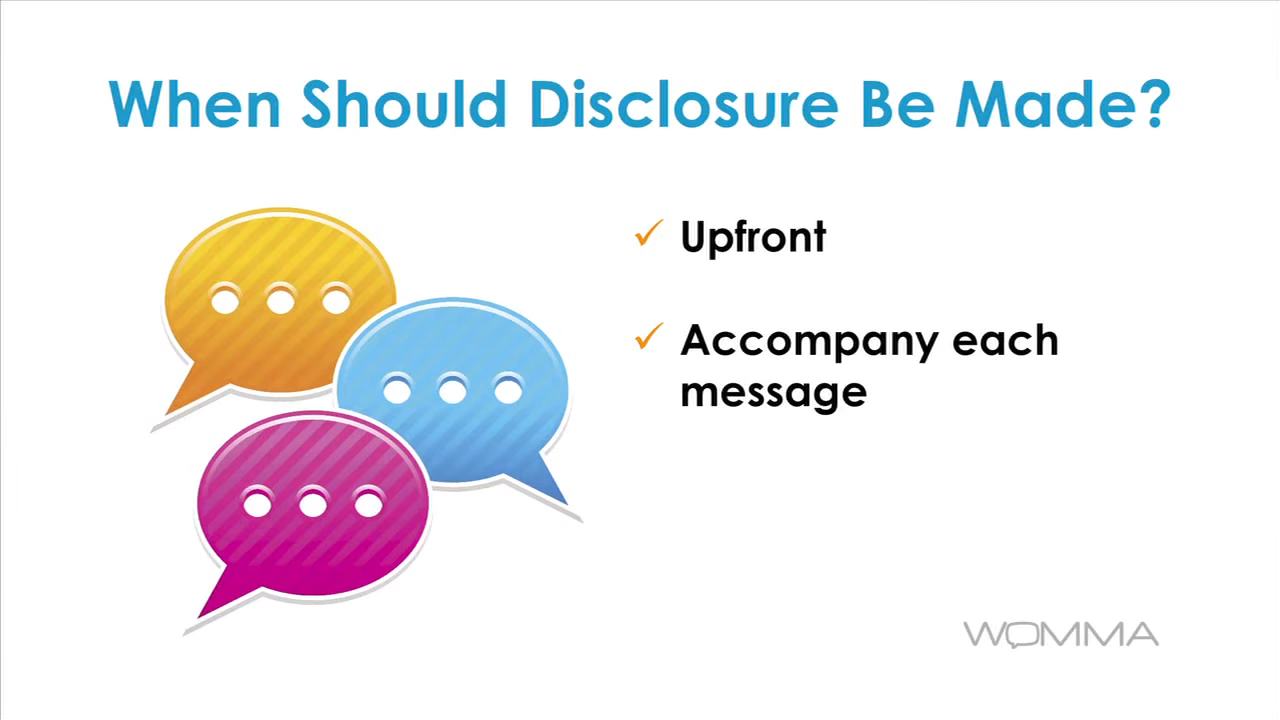 When Should Disclosure Be Made?
Upfront
Accompany each
message
WOMMA